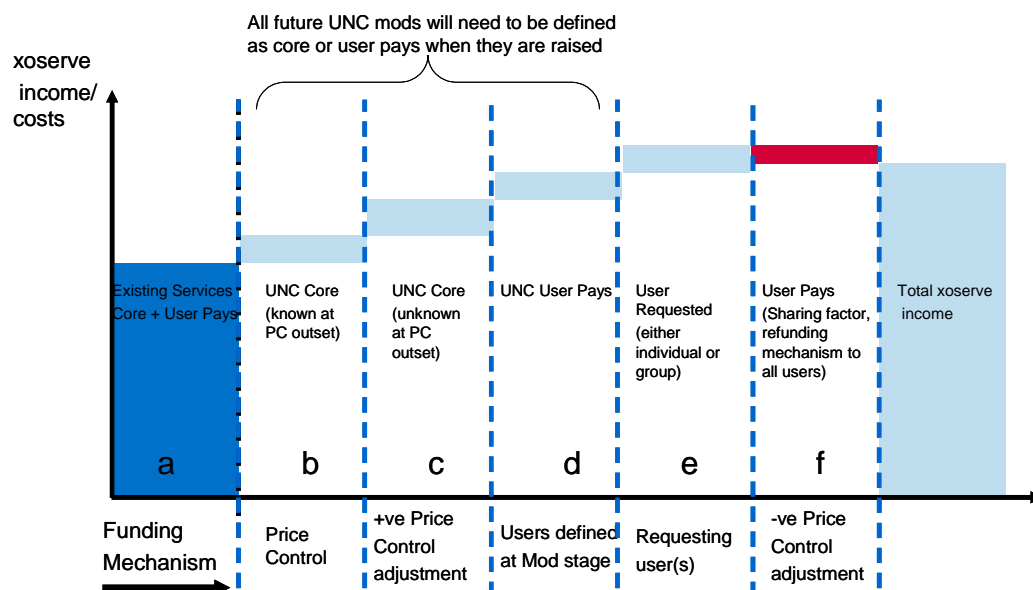 All future UNC mods will need to be defined
as core or user pays when they are raised
xoserve
income/
costs
Existing Services
Core + User Pays
UNC Core
(known at
PC outset)
UNC Core
(unknown
at PC
outset)
UNC User Pays
User
Requested
(either
individual or
group)
User Pays
(Sharing factor,
refunding
mechanism to
all users)
Total xoserve
income
a
b
c
d
e
f
Funding
Mechanism
Price
Control
+ve Price
Control
adjustment
Users defined
at Mod stage
Requesting
user(s)
-ve Price
Control
adjustment